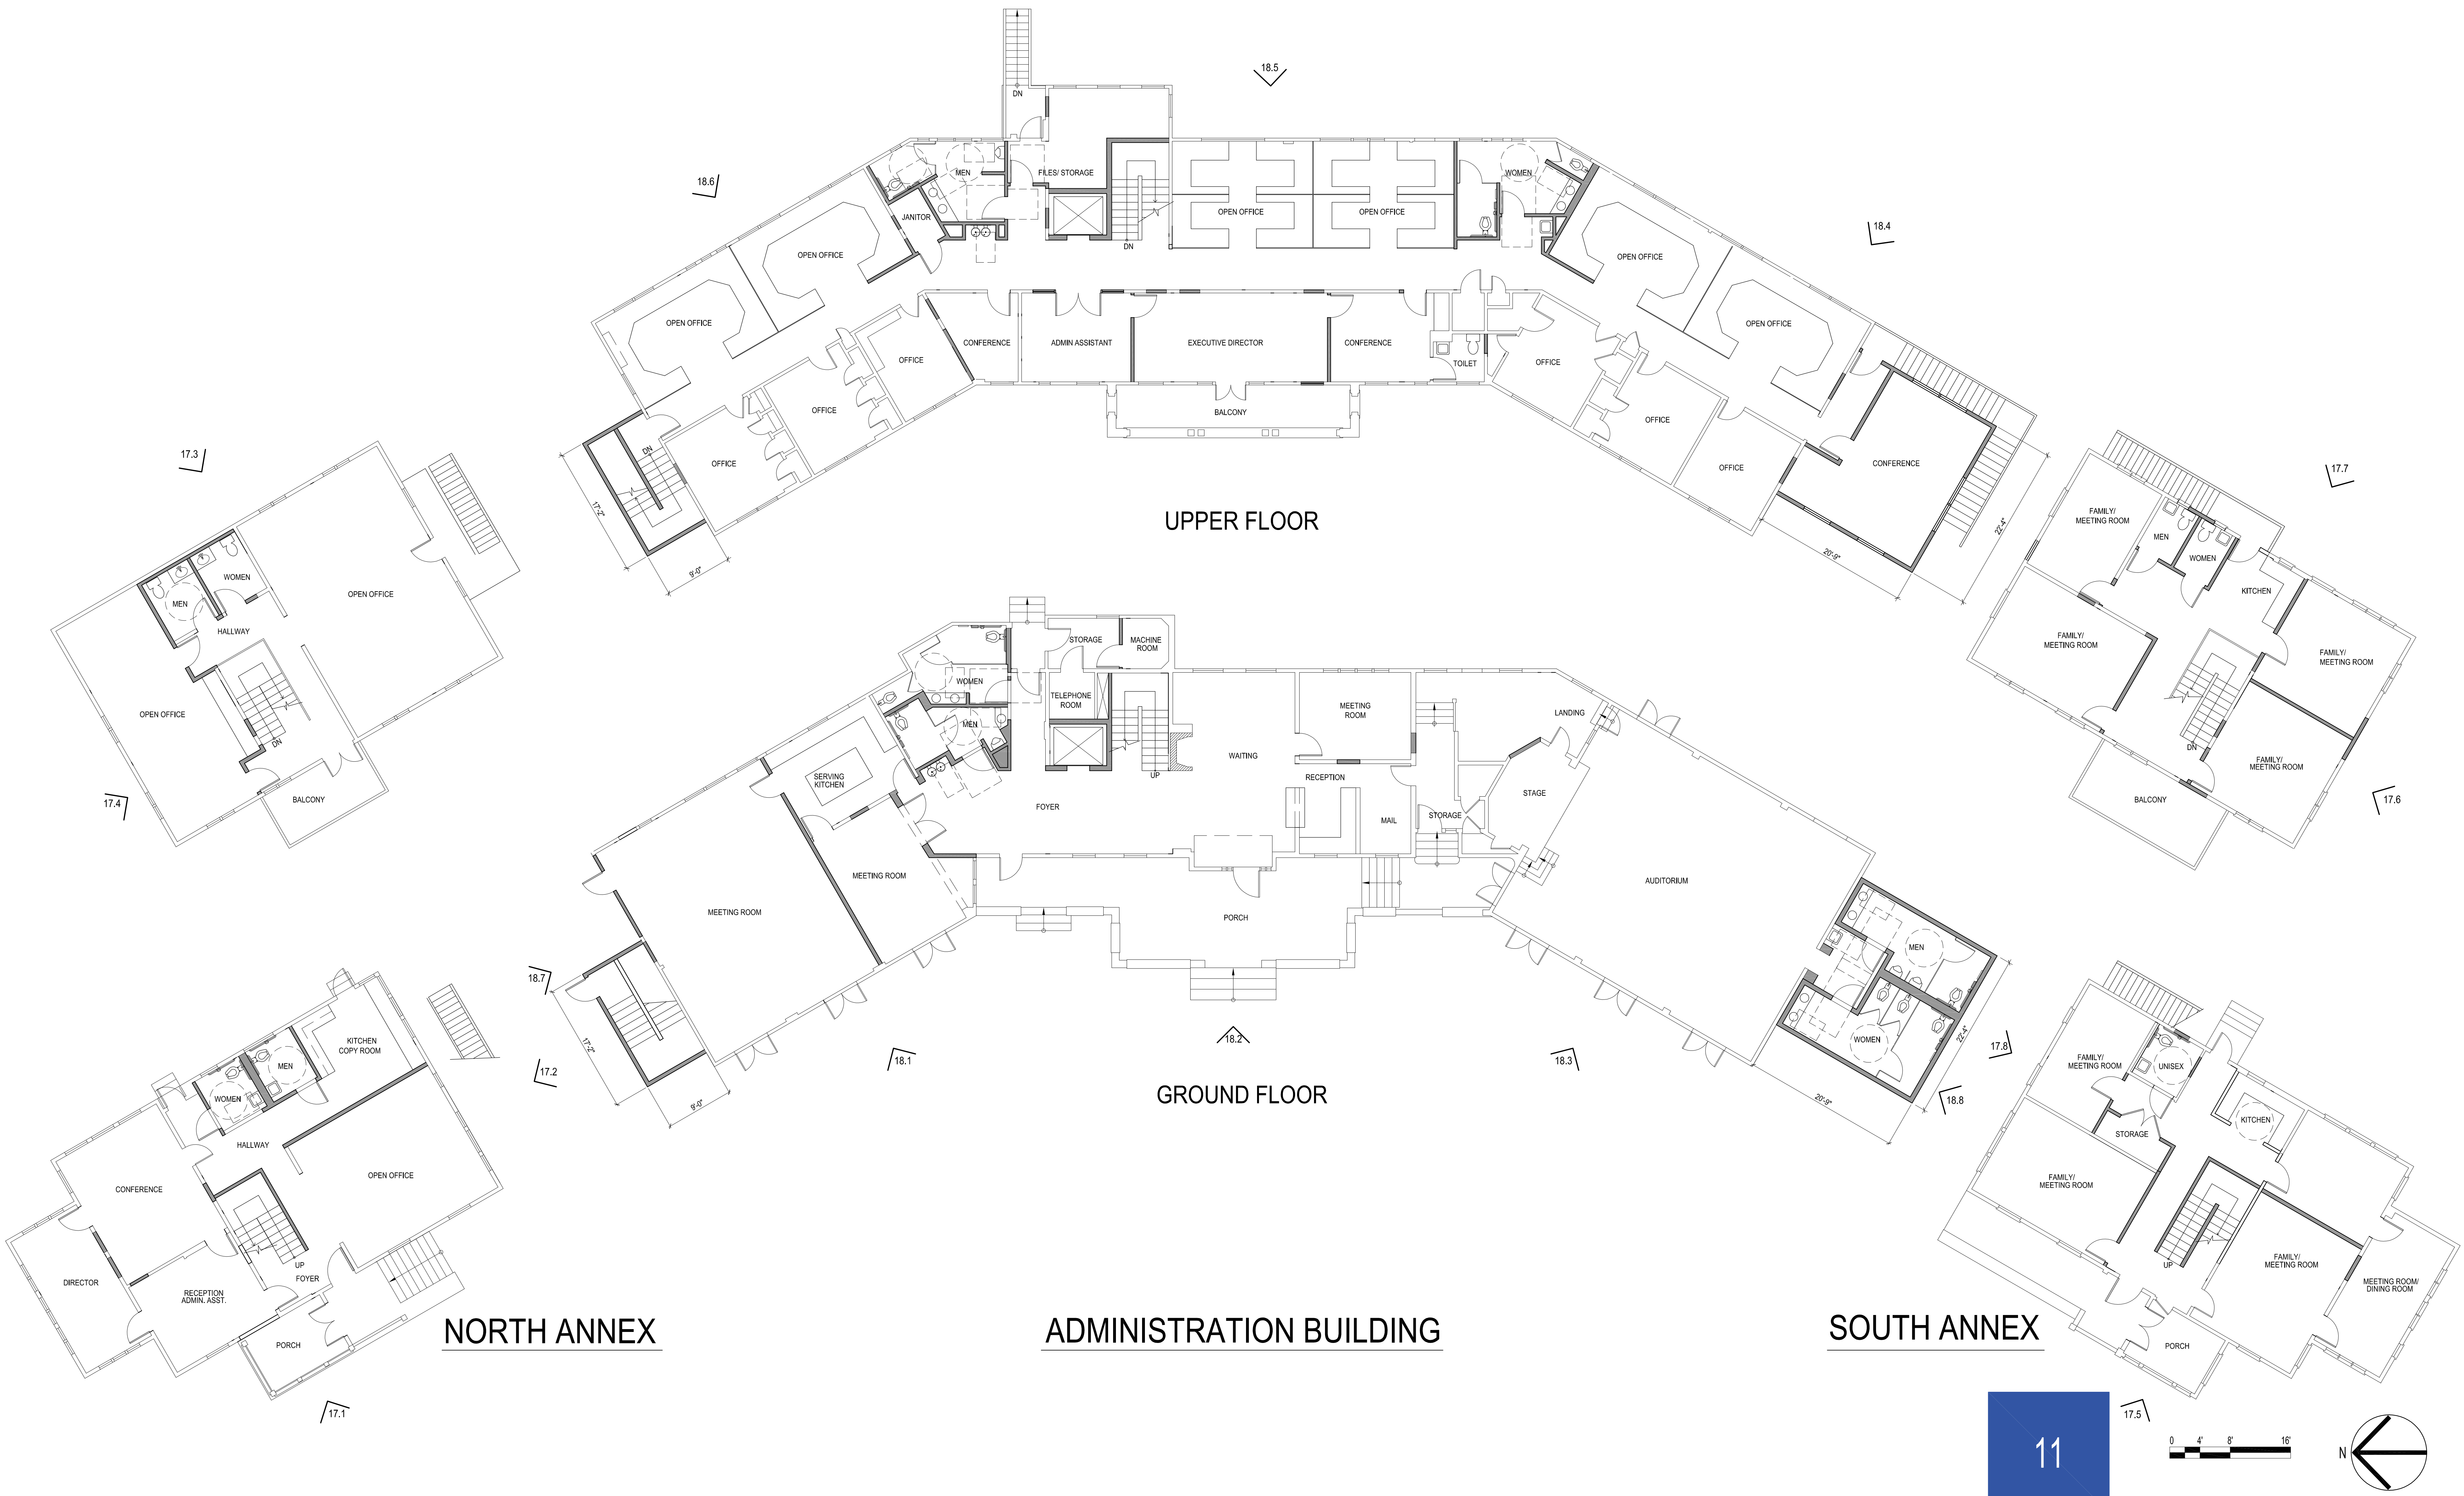 18.5
DN
18.6
MEN
FILES/ STORAGE
WOMEN
JANITOR
OPEN OFFICE
OPEN OFFICE
18.4
DN
OPEN OFFICE
OPEN OFFICE
OPEN OFFICE
OPEN OFFICE
CONFERENCE
ADMIN ASSISTANT
EXECUTIVE DIRECTOR
CONFERENCE
TOILET
OFFICE
OFFICE
OFFICE
BALCONY
OFFICE
DN
OFFICE
OFFICE
CONFERENCE
17'-2"
9'-0"
20'-9"
22'-4"
UPPER FLOOR
17.3
WOMEN
MEN
OPEN OFFICE
HALLWAY
OPEN OFFICE
DN
BALCONY
17.4
17.7
FAMILY/
MEETING ROOM
MEN
WOMEN
KITCHEN
FAMILY/
MEETING ROOM
FAMILY/
MEETING ROOM
DN
FAMILY/
MEETING ROOM
BALCONY
17.6
STORAGE
MACHINE
ROOM
WOMEN
TELEPHONE
ROOM
MEN
MEETING
ROOM
LANDING
WAITING
SERVING
KITCHEN
UP
RECEPTION
STAGE
FOYER
MAIL
STORAGE
MEETING ROOM
AUDITORIUM
MEETING ROOM
PORCH
MEN
WOMEN
18.7
17'-2"
9'-0"
18.1
18.2
18.3
20'-9"
22'-4"
17.8
18.8
GROUND FLOOR
17.2
KITCHEN
COPY ROOM
MEN
WOMEN
HALLWAY
OPEN OFFICE
CONFERENCE
UP
FOYER
DIRECTOR
RECEPTION
ADMIN. ASST.
PORCH
17.1
FAMILY/
MEETING ROOM
UNISEX
KITCHEN
STORAGE
FAMILY/
MEETING ROOM
UP
FAMILY/
MEETING ROOM
MEETING ROOM/
DINING ROOM
PORCH
17.5
NORTH ANNEX
ADMINISTRATION BUILDING
SOUTH ANNEX
11
0 4' 8' 16'
N